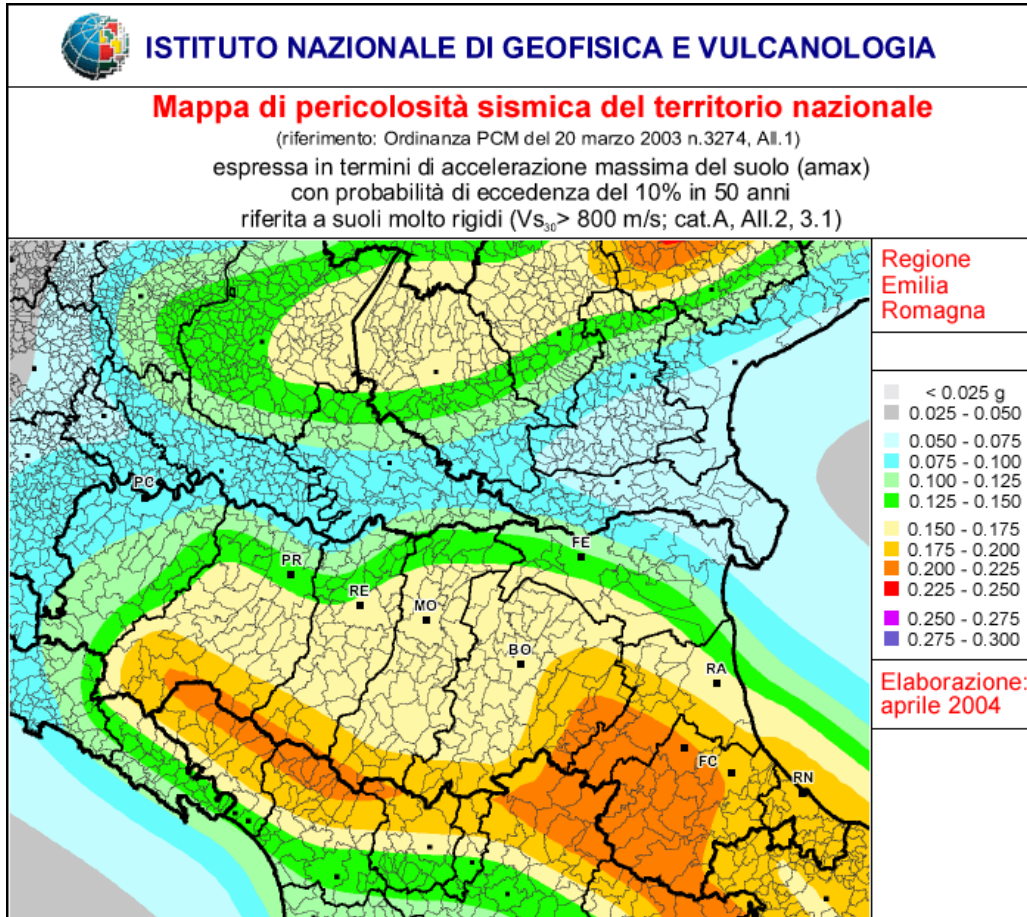 ISTITUTO NAZIONALE DI GEOFISICA E VULCANOLOGIA
Mappa di pericolosità sismica del territorio nazionale
(riferimento: Ordinanza PCM del 20 marzo 2003 n.3274, All.1)
espressa in termini di accelerazione massima del suolo (amax)
con probabilità di eccedenza del 10% in 50 anni
riferita a suoli molto rigidi (Vs₃₀> 800 m/s; cat.A, All.2, 3.1)
Regione
Emilia
Romagna
< 0.025 g
0.025 - 0.050
0.050 - 0.075
0.075 - 0.100
0.100 - 0.125
0.125 - 0.150
0.150 - 0.175
0.175 - 0.200
0.200 - 0.225
0.225 - 0.250
0.250 - 0.275
0.275 - 0.300
Elaborazione:
aprile 2004
PC
PR
FE
RE
MO
BO
RA
FC
RN